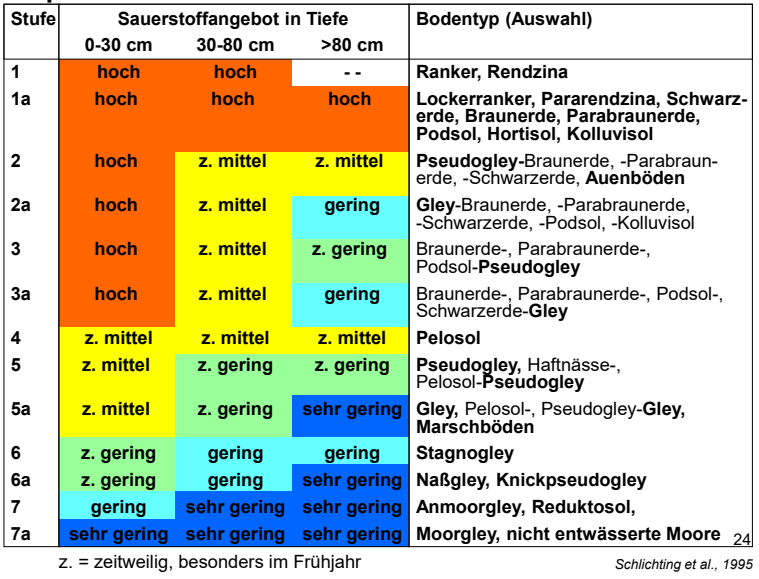 Stufe Sauerstoffangebot in Tiefe Bodentyp (Auswahl)
0-30 cm 30-80 cm >80 cm
1 hoch hoch - - Ranker, Rendzina
1a hoch hoch hoch Lockerranker, Pararendzina, Schwarz-
erde, Braunerde, Parabraunerde,
Podsol, Hortisol, Kolluvisol
2 hoch z. mittel z. mittel Pseudogley-Braunerde, -Parabraun-
erde, -Schwarzerde, Auenböden
2a hoch z. mittel gering Gley-Braunerde, -Parabraunerde,
-Schwarzerde, -Podsol, -Kolluvisol
3 hoch z. mittel z. gering Braunerde-, Parabraunerde-,
Podsol-Pseudogley
3a hoch z. mittel gering Braunerde-, Parabraunerde-, Podsol-,
Schwarzerde-Gley
4 z. mittel z. mittel z. mittel Pelosol
5 z. mittel z. gering z. gering Pseudogley, Haftnässe-,
Pelosol-Pseudogley
5a z. mittel z. gering sehr gering Gley, Pelosol-, Pseudogley-Gley,
Marschböden
6 z. gering gering gering Stagnogley
6a z. gering gering sehr gering Naßgley, Knickpseudogley
7 gering sehr gering sehr gering Anmoorgley, Reduktosol,
7a sehr gering sehr gering sehr gering Moorgley, nicht entwässerte Moore
24
z. = zeitweilig, besonders im Frühjahr Schlichting et al., 1995